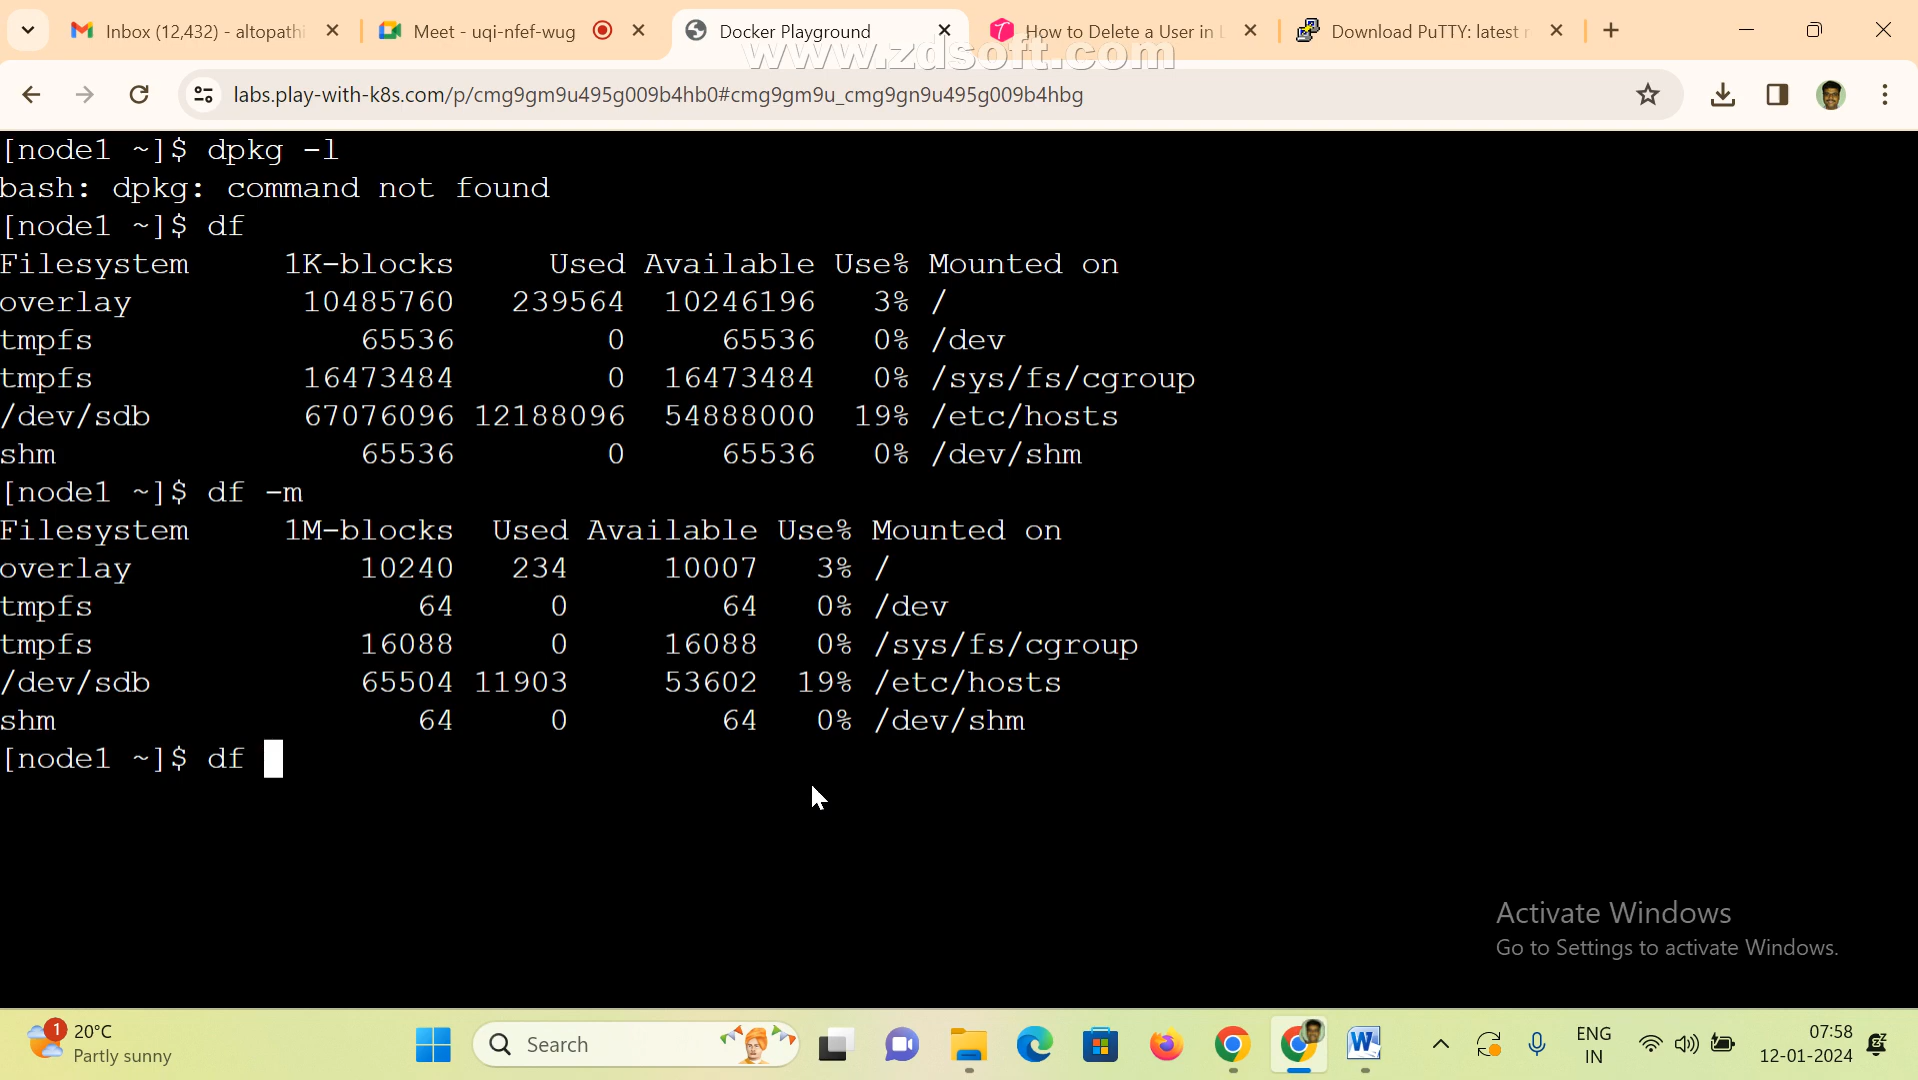 Inbox (12,432) - altopathi
Meet - uqi-nfef-wug
Docker Playground
How to Delete a User in L
Download PuTTY: latest r
www.zdsoft.com
labs.play-with-k8s.com/p/cmg9gm9u495g009b4hb0#cmg9gm9u_cmg9gn9u495g009b4hbg
[node1 ~]$ dpkg -l
bash: dpkg: command not found
[node1 ~]$ df
Filesystem 1K-blocks Used Available Use% Mounted on
overlay 10485760 239564 10246196 3% /
tmpfs 65536 0 65536 0% /dev
tmpfs 16473484 0 16473484 0% /sys/fs/cgroup
/dev/sdb 67076096 12188096 54888000 19% /etc/hosts
shm 65536 0 65536 0% /dev/shm
[node1 ~]$ df -m
Filesystem 1M-blocks Used Available Use% Mounted on
overlay 10240 234 10007 3% /
tmpfs 64 0 64 0% /dev
tmpfs 16088 0 16088 0% /sys/fs/cgroup
/dev/sdb 65504 11903 53602 19% /etc/hosts
shm 64 0 64 0% /dev/shm
[node1 ~]$ df
Activate Windows
Go to Settings to activate Windows.
1
20°C
Partly sunny
Search
W
ENG
IN
07:58
12-01-2024